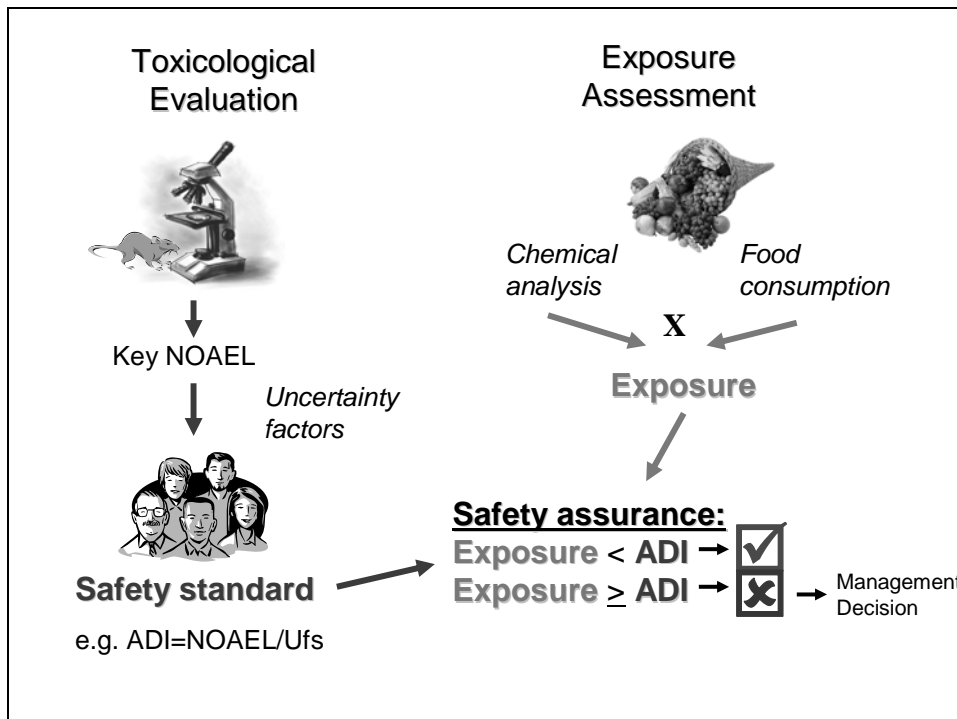 Toxicological
Evaluation
Key NOAEL
Uncertainty
factors
Safety standard
e.g. ADI=NOAEL/Ufs
Exposure
Assessment
Chemical
analysis
Food
consumption
X
Exposure
Safety assurance:
Exposure < ADI
Exposure ≥ ADI
Management
Decision